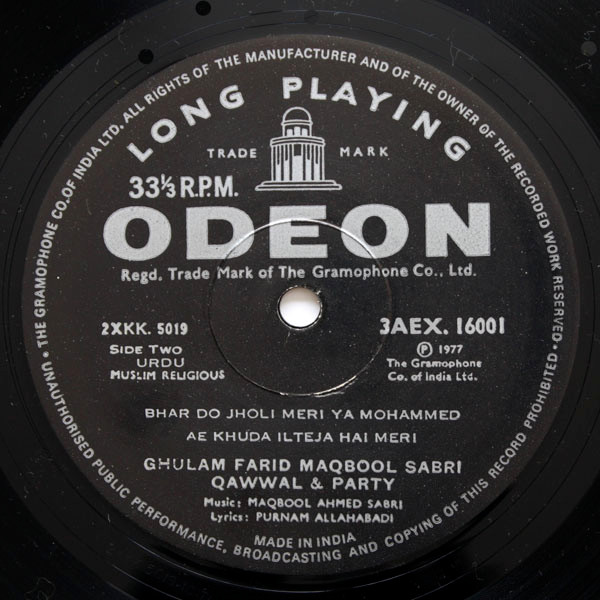 THE GRAMOPHONE CO.OF INDIA LTD. ALL RIGHTS OF THE MANUFACTURER AND OF THE OWNER OF THE RECORDED WORK RESERVED •
UNAUTHORISED PUBLIC PERFORMANCE, BROADCASTING AND COPYING OF THIS RECORD PROHIBITED •
LONG PLAYING
TRADE MARK
33⅓ R.P.M.
ODEON
Regd. Trade Mark of The Gramophone Co., Ltd.
2XKK. 5019
SIDE TWO
URDU
MUSLIM RELIGIOUS
3AEX. 16001
Ⓟ 1977
The Gramophone
Co. of India Ltd.
BHAR DO JHOLI MERI YA MOHAMMED
AE KHUDA ILTEJA HAI MERI
GHULAM FARID MAQBOOL SABRI
QAWWAL & PARTY
Music: MAQBOOL AHMED SABRI
Lyrics: PURNAM ALLAHABADI
MADE IN INDIA